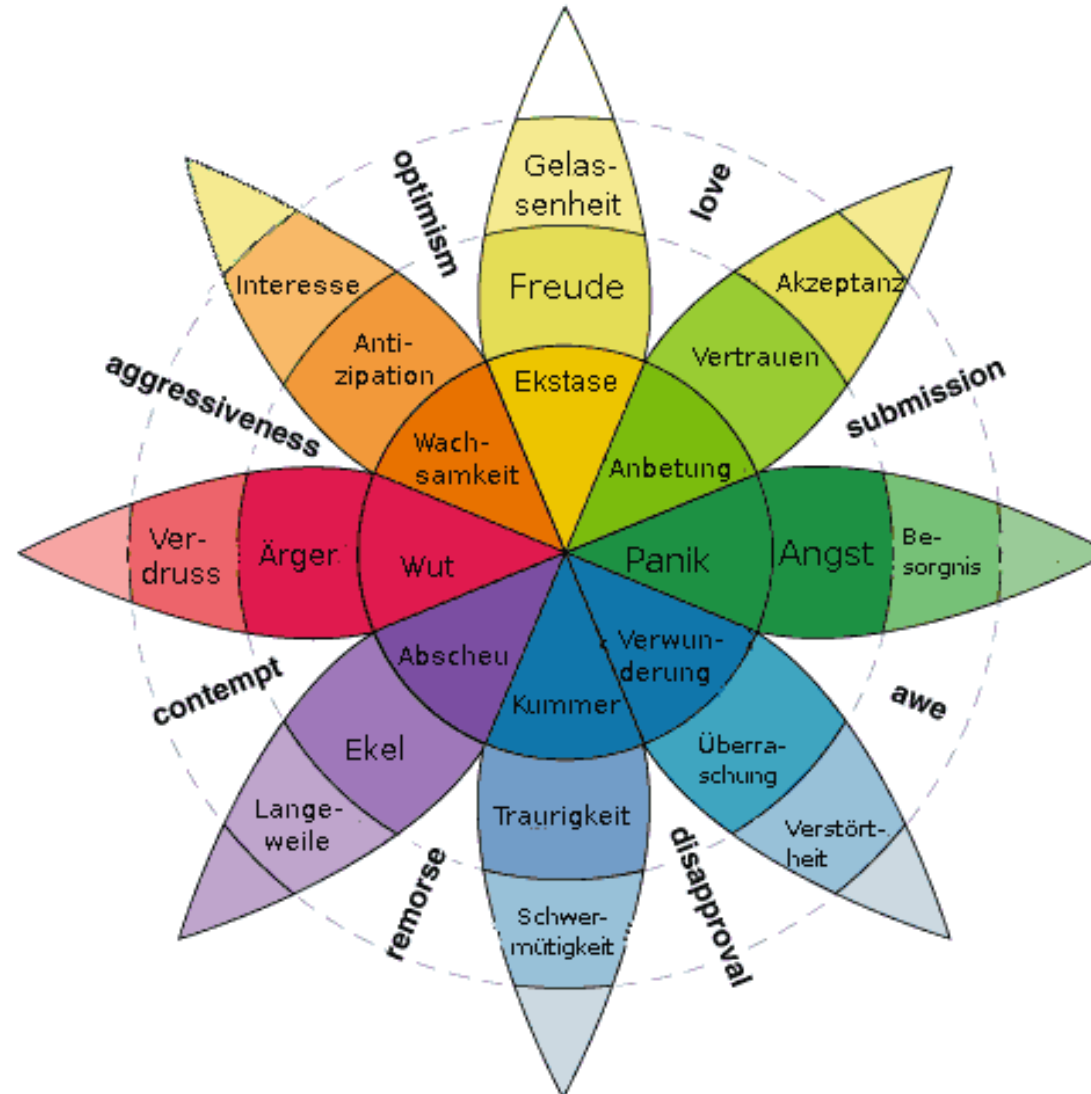 optimism
love
Gelas-
senheit
Freude
Ekstase
Interesse
Anti-
zipation
Wach-
samkeit
Akzeptanz
Vertrauen
Anbetung
aggressiveness
submission
Ver-
druss
Ärger
Wut
Panik
Angst
Be-
sorgnis
contempt
awe
Abscheu
Ekel
Lange-
weile
Kummer
Traurigkeit
Schwer-
mütigkeit
Verwun-
derung
Überra-
schung
Verstört-
heit
remorse
disapproval